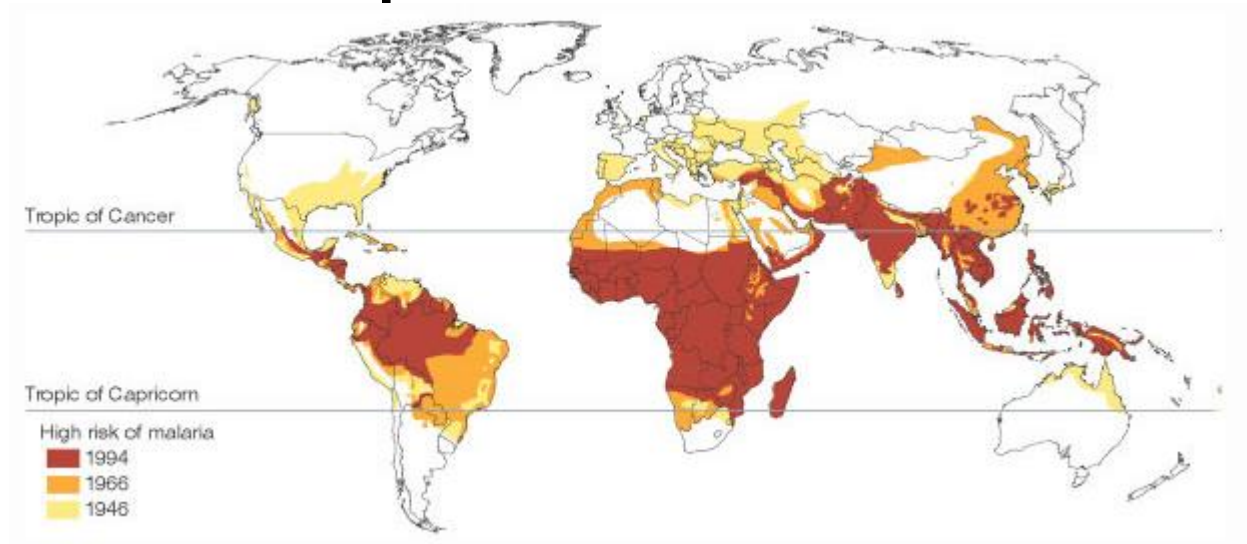 Tropic of Cancer
Tropic of Capricorn
High risk of malaria
1994
1966
1946